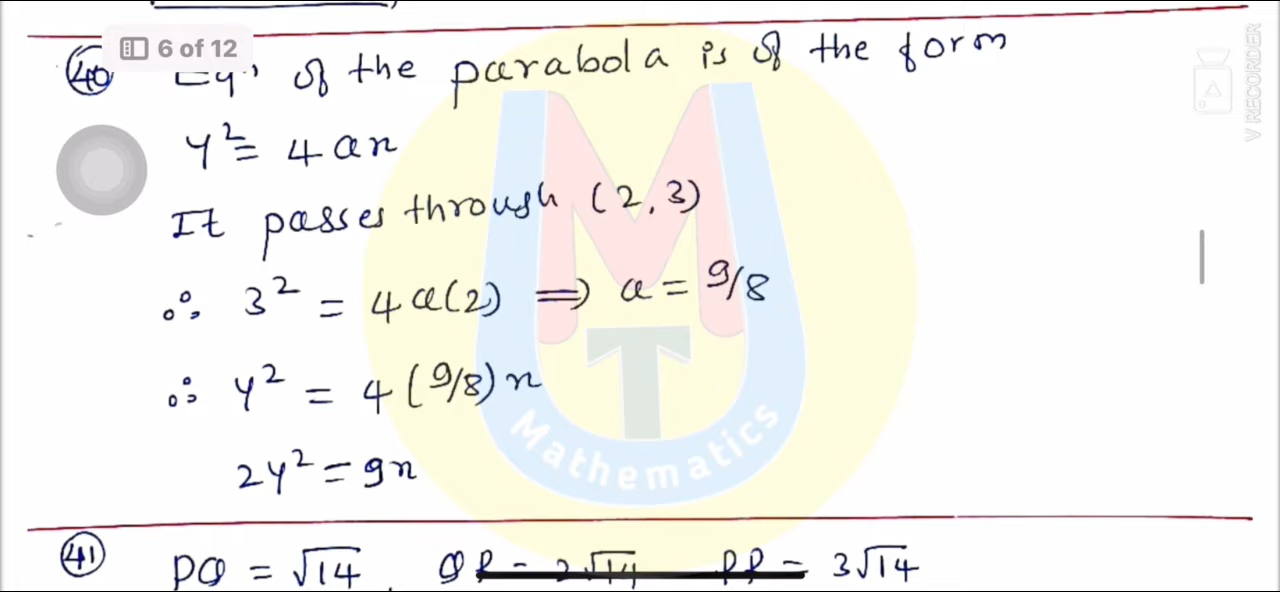 6 of 12
(40) of the parabola is of the form
y² = 4ax
It passes through (2,3)
∴ 3² = 4a(2) ⟹ a = 9/8
∴ y² = 4(9/8)x
2y² = 9x
Mathematics
(41) PQ = √14, QR = 2√14 PR = 3√14
V RECORDER
MUT